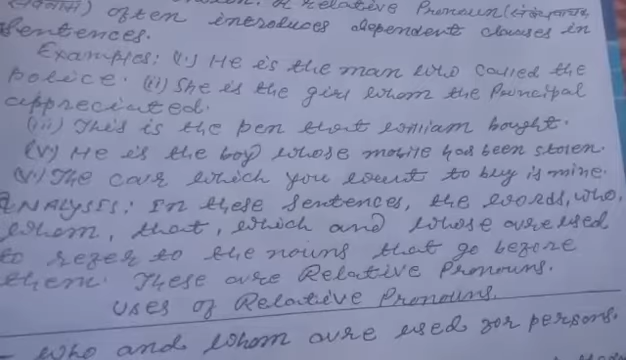 often introduces dependent clauses in
sentences.
Examples: (i) He is the man who called the
police. (ii) She is the girl whom the Principal
appreciated.
(iii) This is the pen that William bought.
(v) He is the boy whose mobile has been stolen.
(v) The car which you want to buy is mine.
ANALYSIS: In these sentences, the words, who,
whom, that, which and whose are used
to refer to the nouns that go before
them. These are Relative Pronouns.
Uses of Relative Pronouns.
- who and whom are used for persons.